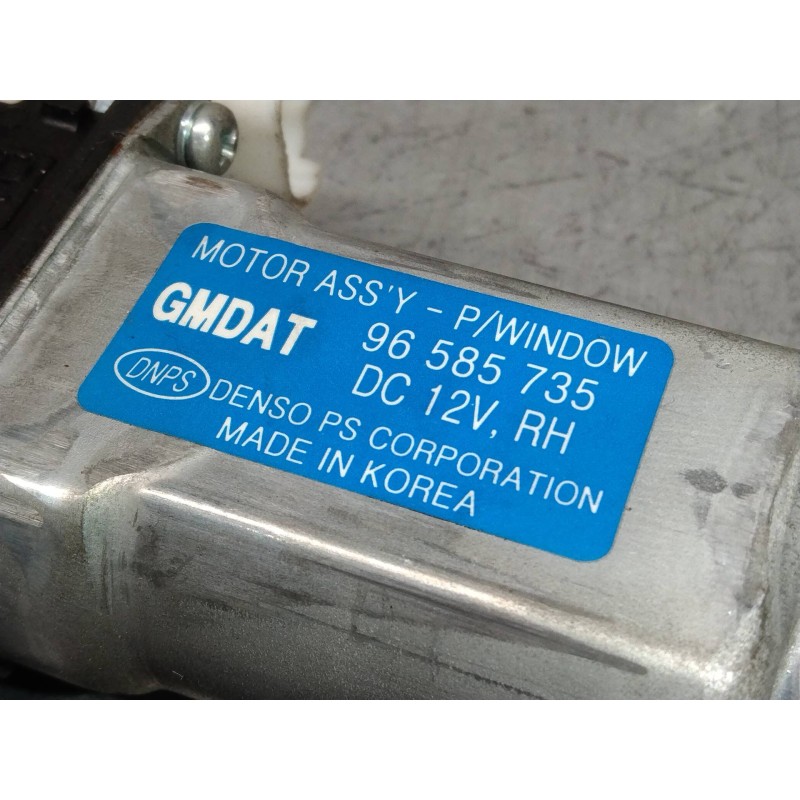 MOTOR ASS'Y - P/WINDOW
GMDAT 96 585 735
DC 12V, RH
DNPS DENSO PS CORPORATION
MADE IN KOREA